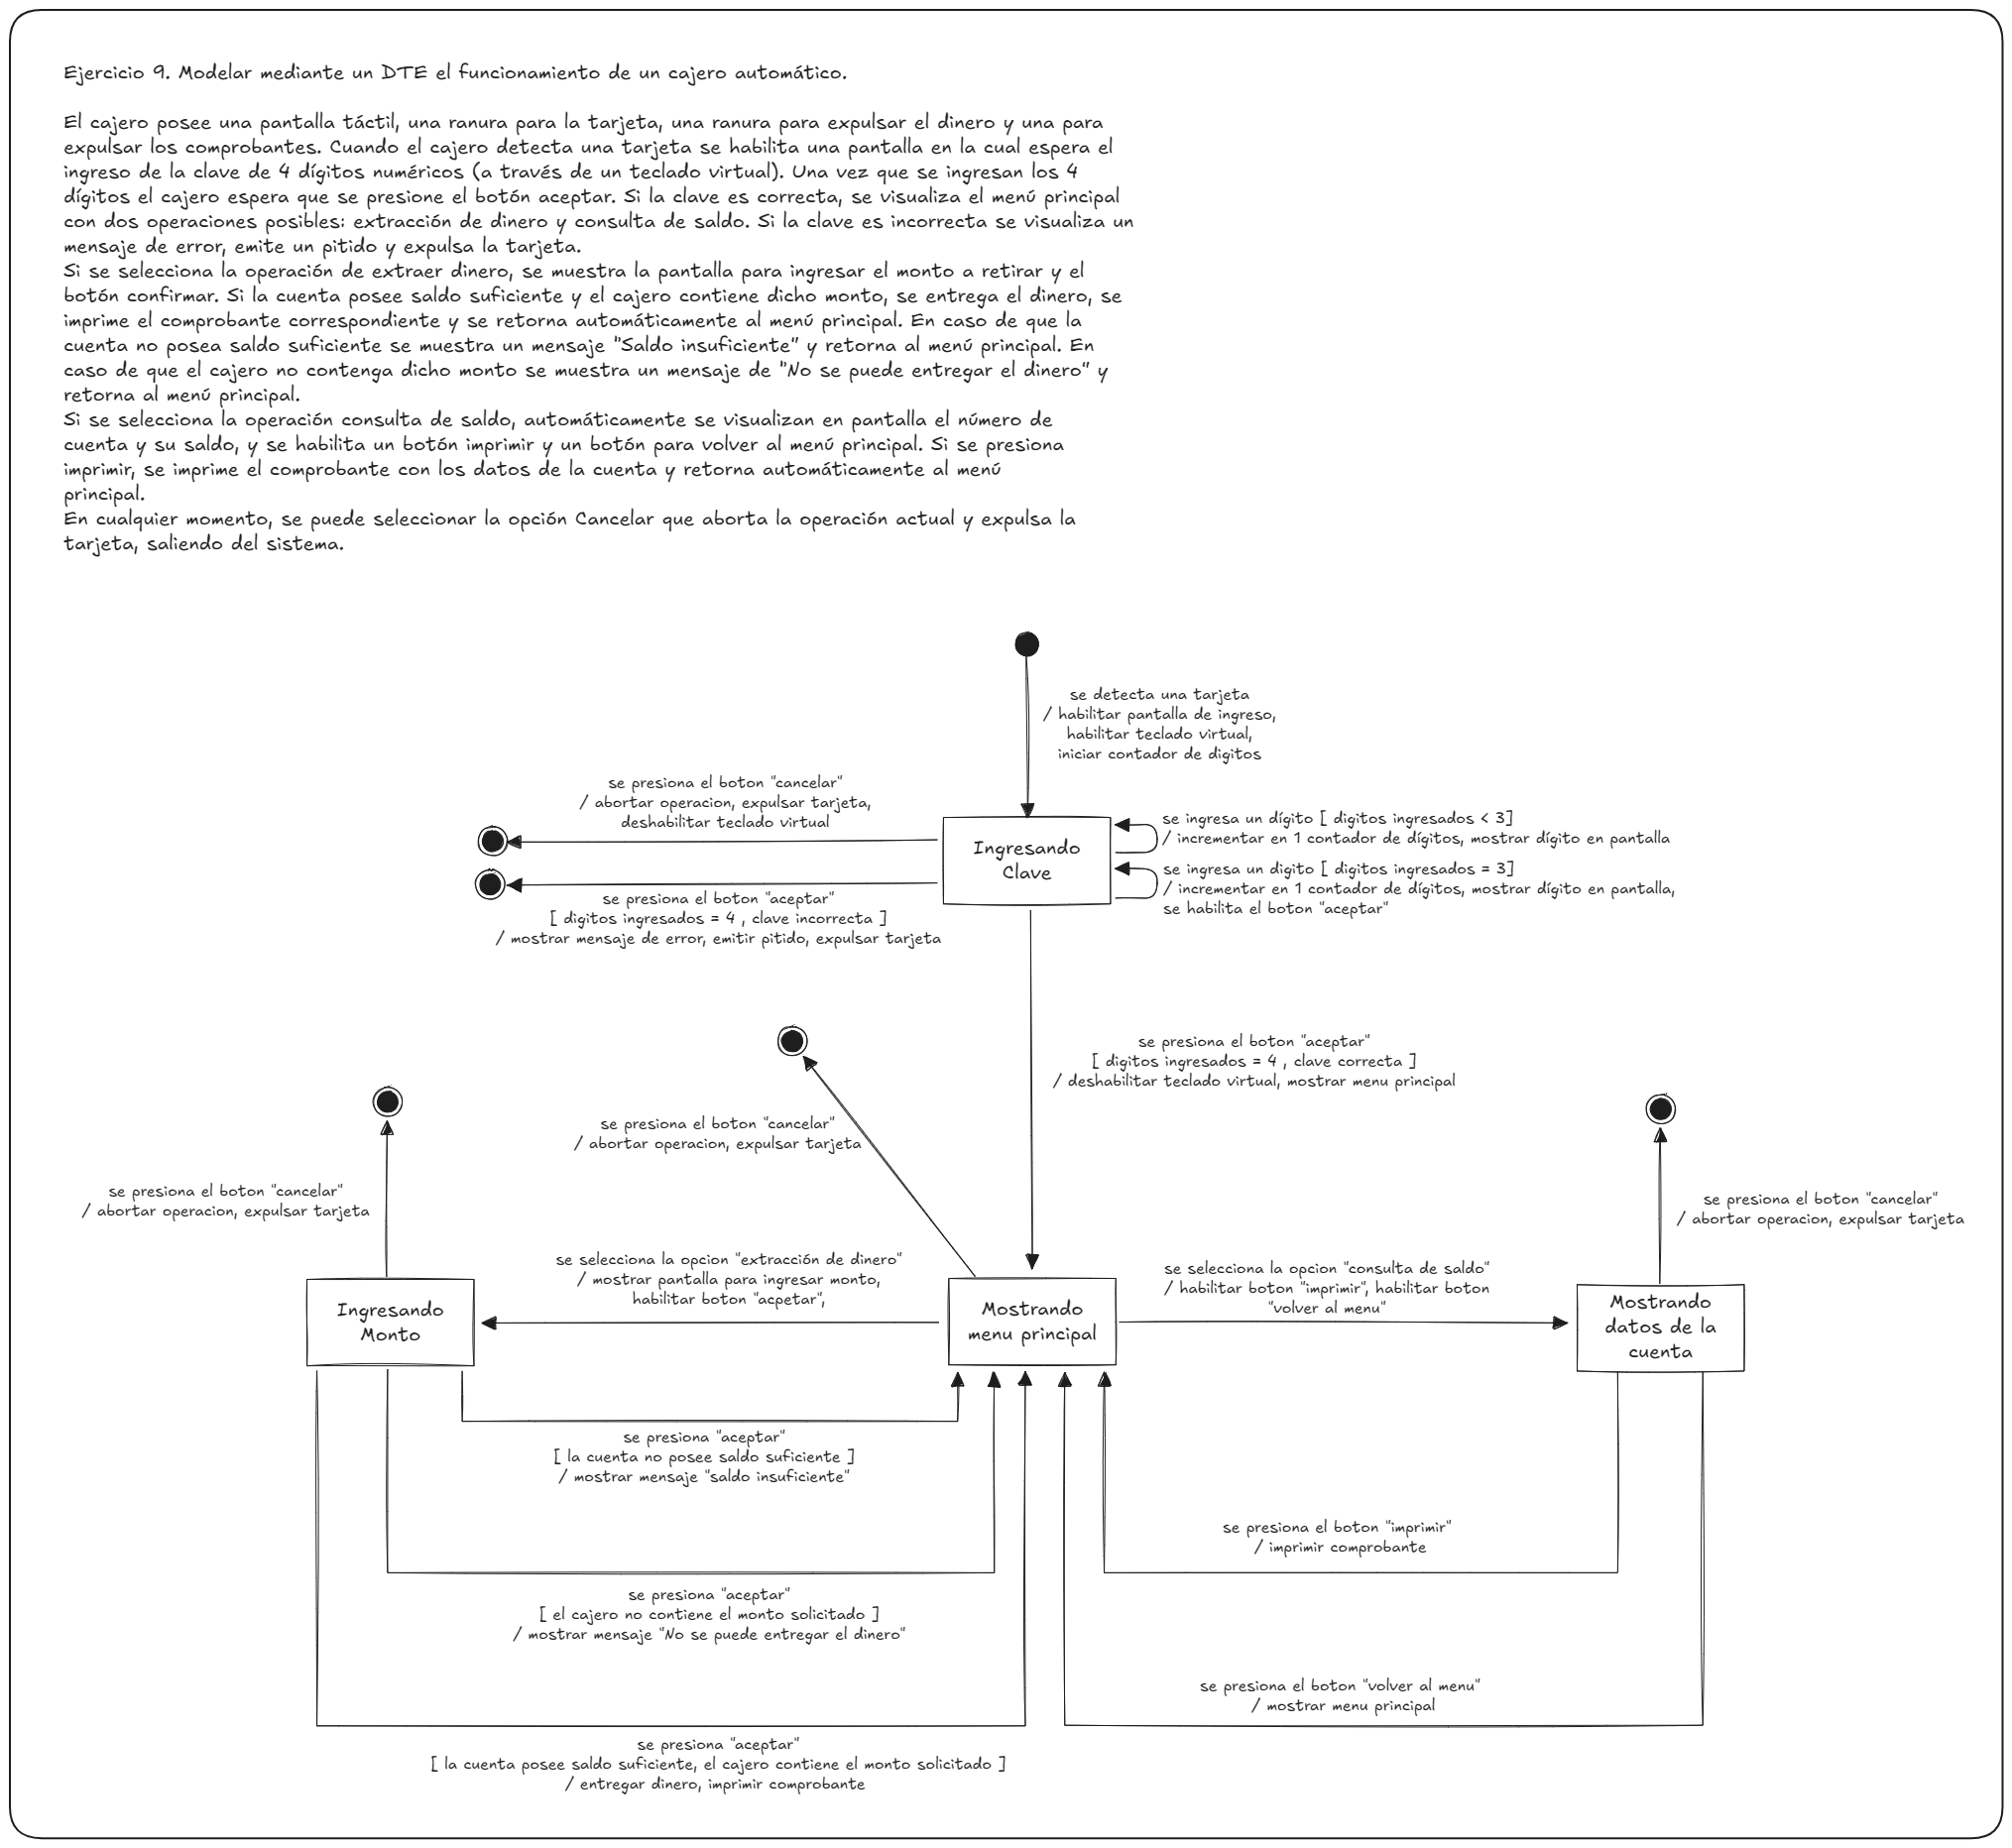 Ejercicio 9. Modelar mediante un DTE el funcionamiento de un cajero automático.
El cajero posee una pantalla táctil, una ranura para la tarjeta, una ranura para expulsar el dinero y una para
expulsar los comprobantes. Cuando el cajero detecta una tarjeta se habilita una pantalla en la cual espera el
ingreso de la clave de 4 dígitos numéricos (a través de un teclado virtual). Una vez que se ingresan los 4
dígitos el cajero espera que se presione el botón aceptar. Si la clave es correcta, se visualiza el menú principal
con dos operaciones posibles: extracción de dinero y consulta de saldo. Si la clave es incorrecta se visualiza un
mensaje de error, emite un pitido y expulsa la tarjeta.
Si se selecciona la operación de extraer dinero, se muestra la pantalla para ingresar el monto a retirar y el
botón confirmar. Si la cuenta posee saldo suficiente y el cajero contiene dicho monto, se entrega el dinero, se
imprime el comprobante correspondiente y se retorna automáticamente al menú principal. En caso de que la
cuenta no posea saldo suficiente se muestra un mensaje "Saldo insuficiente" y retorna al menú principal. En
caso de que el cajero no contenga dicho monto se muestra un mensaje de "No se puede entregar el dinero" y
retorna al menú principal.
Si se selecciona la operación consulta de saldo, automáticamente se visualizan en pantalla el número de
cuenta y su saldo, y se habilita un botón imprimir y un botón para volver al menú principal. Si se presiona
imprimir, se imprime el comprobante con los datos de la cuenta y retorna automáticamente al menú
principal.
En cualquier momento, se puede seleccionar la opción Cancelar que aborta la operación actual y expulsa la
tarjeta, saliendo del sistema.
se detecta una tarjeta
/ habilitar pantalla de ingreso,
habilitar teclado virtual,
iniciar contador de digitos
se presiona el boton "cancelar"
/ abortar operacion, expulsar tarjeta,
deshabilitar teclado virtual
Ingresando
Clave
se ingresa un dígito [ digitos ingresados < 3]
/ incrementar en 1 contador de dígitos, mostrar dígito en pantalla
se ingresa un digito [ digitos ingresados = 3]
/ incrementar en 1 contador de dígitos, mostrar dígito en pantalla,
se habilita el boton "aceptar"
se presiona el boton "aceptar"
[ digitos ingresados = 4 , clave incorrecta ]
/ mostrar mensaje de error, emitir pitido, expulsar tarjeta
se presiona el boton "aceptar"
[ digitos ingresados = 4 , clave correcta ]
/ deshabilitar teclado virtual, mostrar menu principal
se presiona el boton "cancelar"
/ abortar operacion, expulsar tarjeta
se presiona el boton "cancelar"
/ abortar operacion, expulsar tarjeta
se presiona el boton "cancelar"
/ abortar operacion, expulsar tarjeta
se selecciona la opcion "extracción de dinero"
/ mostrar pantalla para ingresar monto,
habilitar boton "acpetar",
se selecciona la opcion "consulta de saldo"
/ habilitar boton "imprimir", habilitar boton
"volver al menu"
Ingresando
Monto
Mostrando
menu principal
Mostrando
datos de la
cuenta
se presiona "aceptar"
[ la cuenta no posee saldo suficiente ]
/ mostrar mensaje "saldo insuficiente"
se presiona el boton "imprimir"
/ imprimir comprobante
se presiona "aceptar"
[ el cajero no contiene el monto solicitado ]
/ mostrar mensaje "No se puede entregar el dinero"
se presiona el boton "volver al menu"
/ mostrar menu principal
se presiona "aceptar"
[ la cuenta posee saldo suficiente, el cajero contiene el monto solicitado ]
/ entregar dinero, imprimir comprobante